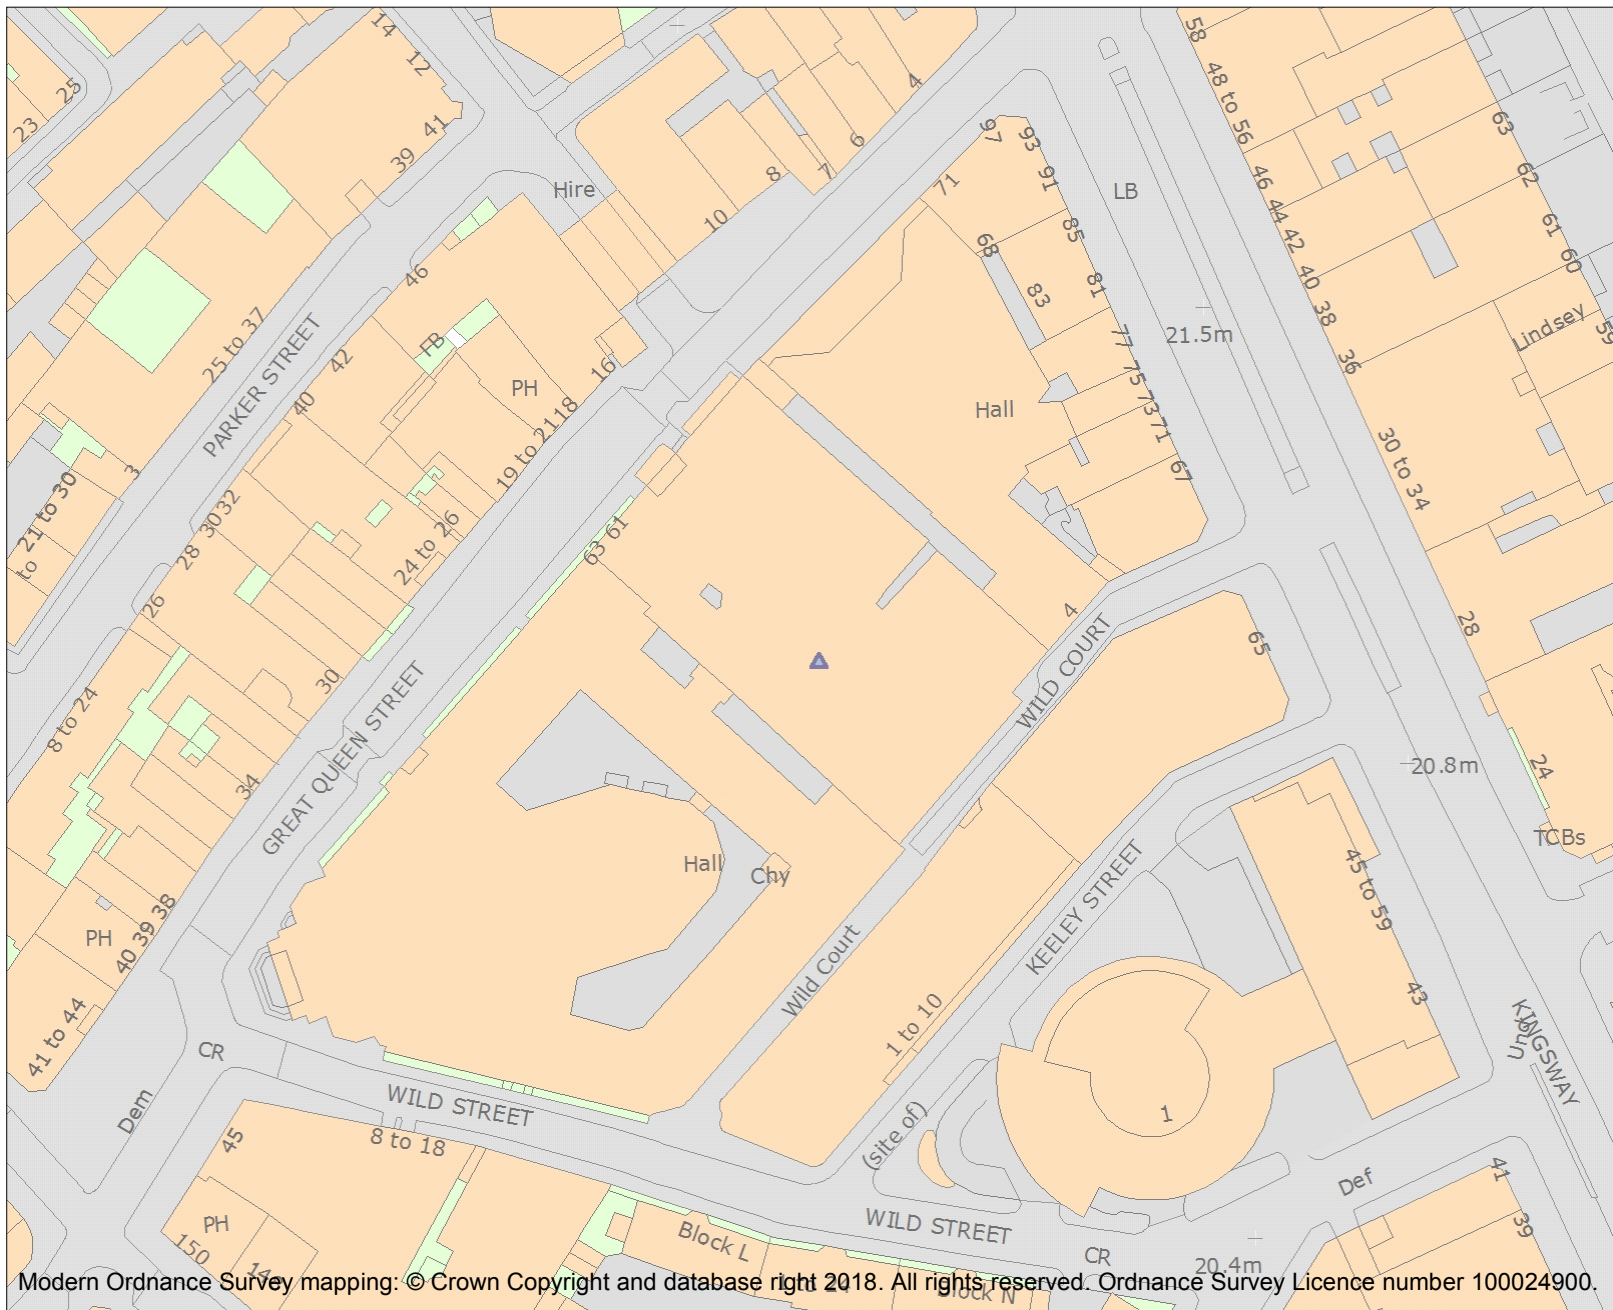 14
12
58
25
4
48 to 56
23
41
97
93
63
39
6
8
7
91
71
LB
46
62
Hire
10
44
85
42
61
68
46
83
81
40
60
38
25 to 37
FB
77
21.5m
Lindsey
59
42
36
PARKER STREET
16
PH
75
40
18
21
73
Hall
71
19 to
30 to 34
3
67
21 to 30
32
30
61
63
24 to 26
28
to
26
4
28
65
WILD COURT
30
8 to 24
GREAT QUEEN STREET
20.8m
24
34
TCBs
Hall
Chy
45 to 59
38
39
40
PH
KEELEY STREET
Wild Court
43
1 to 10
41 to 44
CR
KINGSWAY
Und
WILD STREET
Dem
1
45
8 to 18
(site of)
Def
41
PH
WILD STREET
39
150
Block L
CR
20.4m
Modern Ordnance Survey mapping: © Crown Copyright and database right 2018. All rights reserved. Ordnance Survey Licence number 100024900.
to 24
Block N